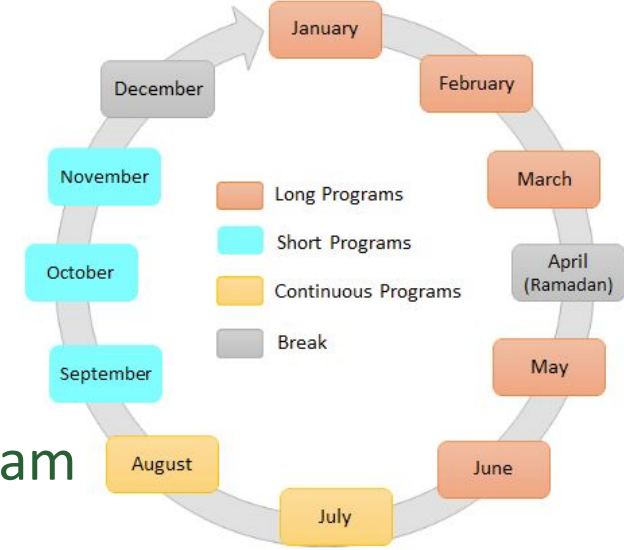 January
February
March
April
(Ramadan)
May
June
July
August
September
October
November
December
Long Programs
Short Programs
Continuous Programs
Break
am